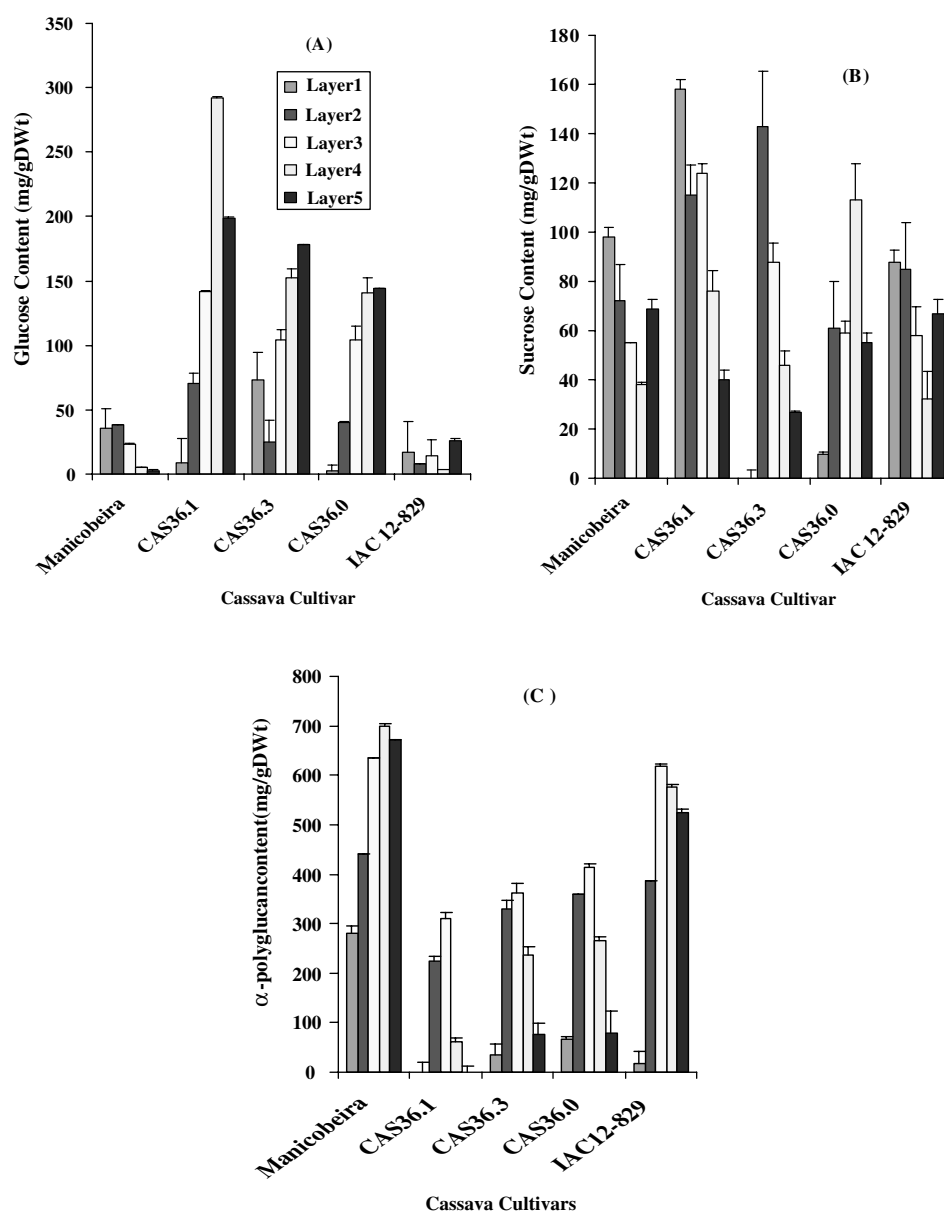 (A)
Glucose Content (mg/gDWt)
350
300
250
200
150
100
50
0
Layer1
Layer2
Layer3
Layer4
Layer5
Manicobeira
CAS36.1
CAS36.3
CAS36.0
IAC 12-829
Cassava Cultivar
(B)
Sucrose Content (mg/gDWt)
180
160
140
120
100
80
60
40
20
0
Manicobeira
CAS36.1
CAS36.3
CAS36.0
IAC 12-829
Cassava Cultivar
(C )
α -polyglucancontent(mg/gDWt)
800
700
600
500
400
300
200
100
0
Manicobeira
CAS36.1
CAS36.3
CAS36.0
IAC12-829
Cassava Cultivars